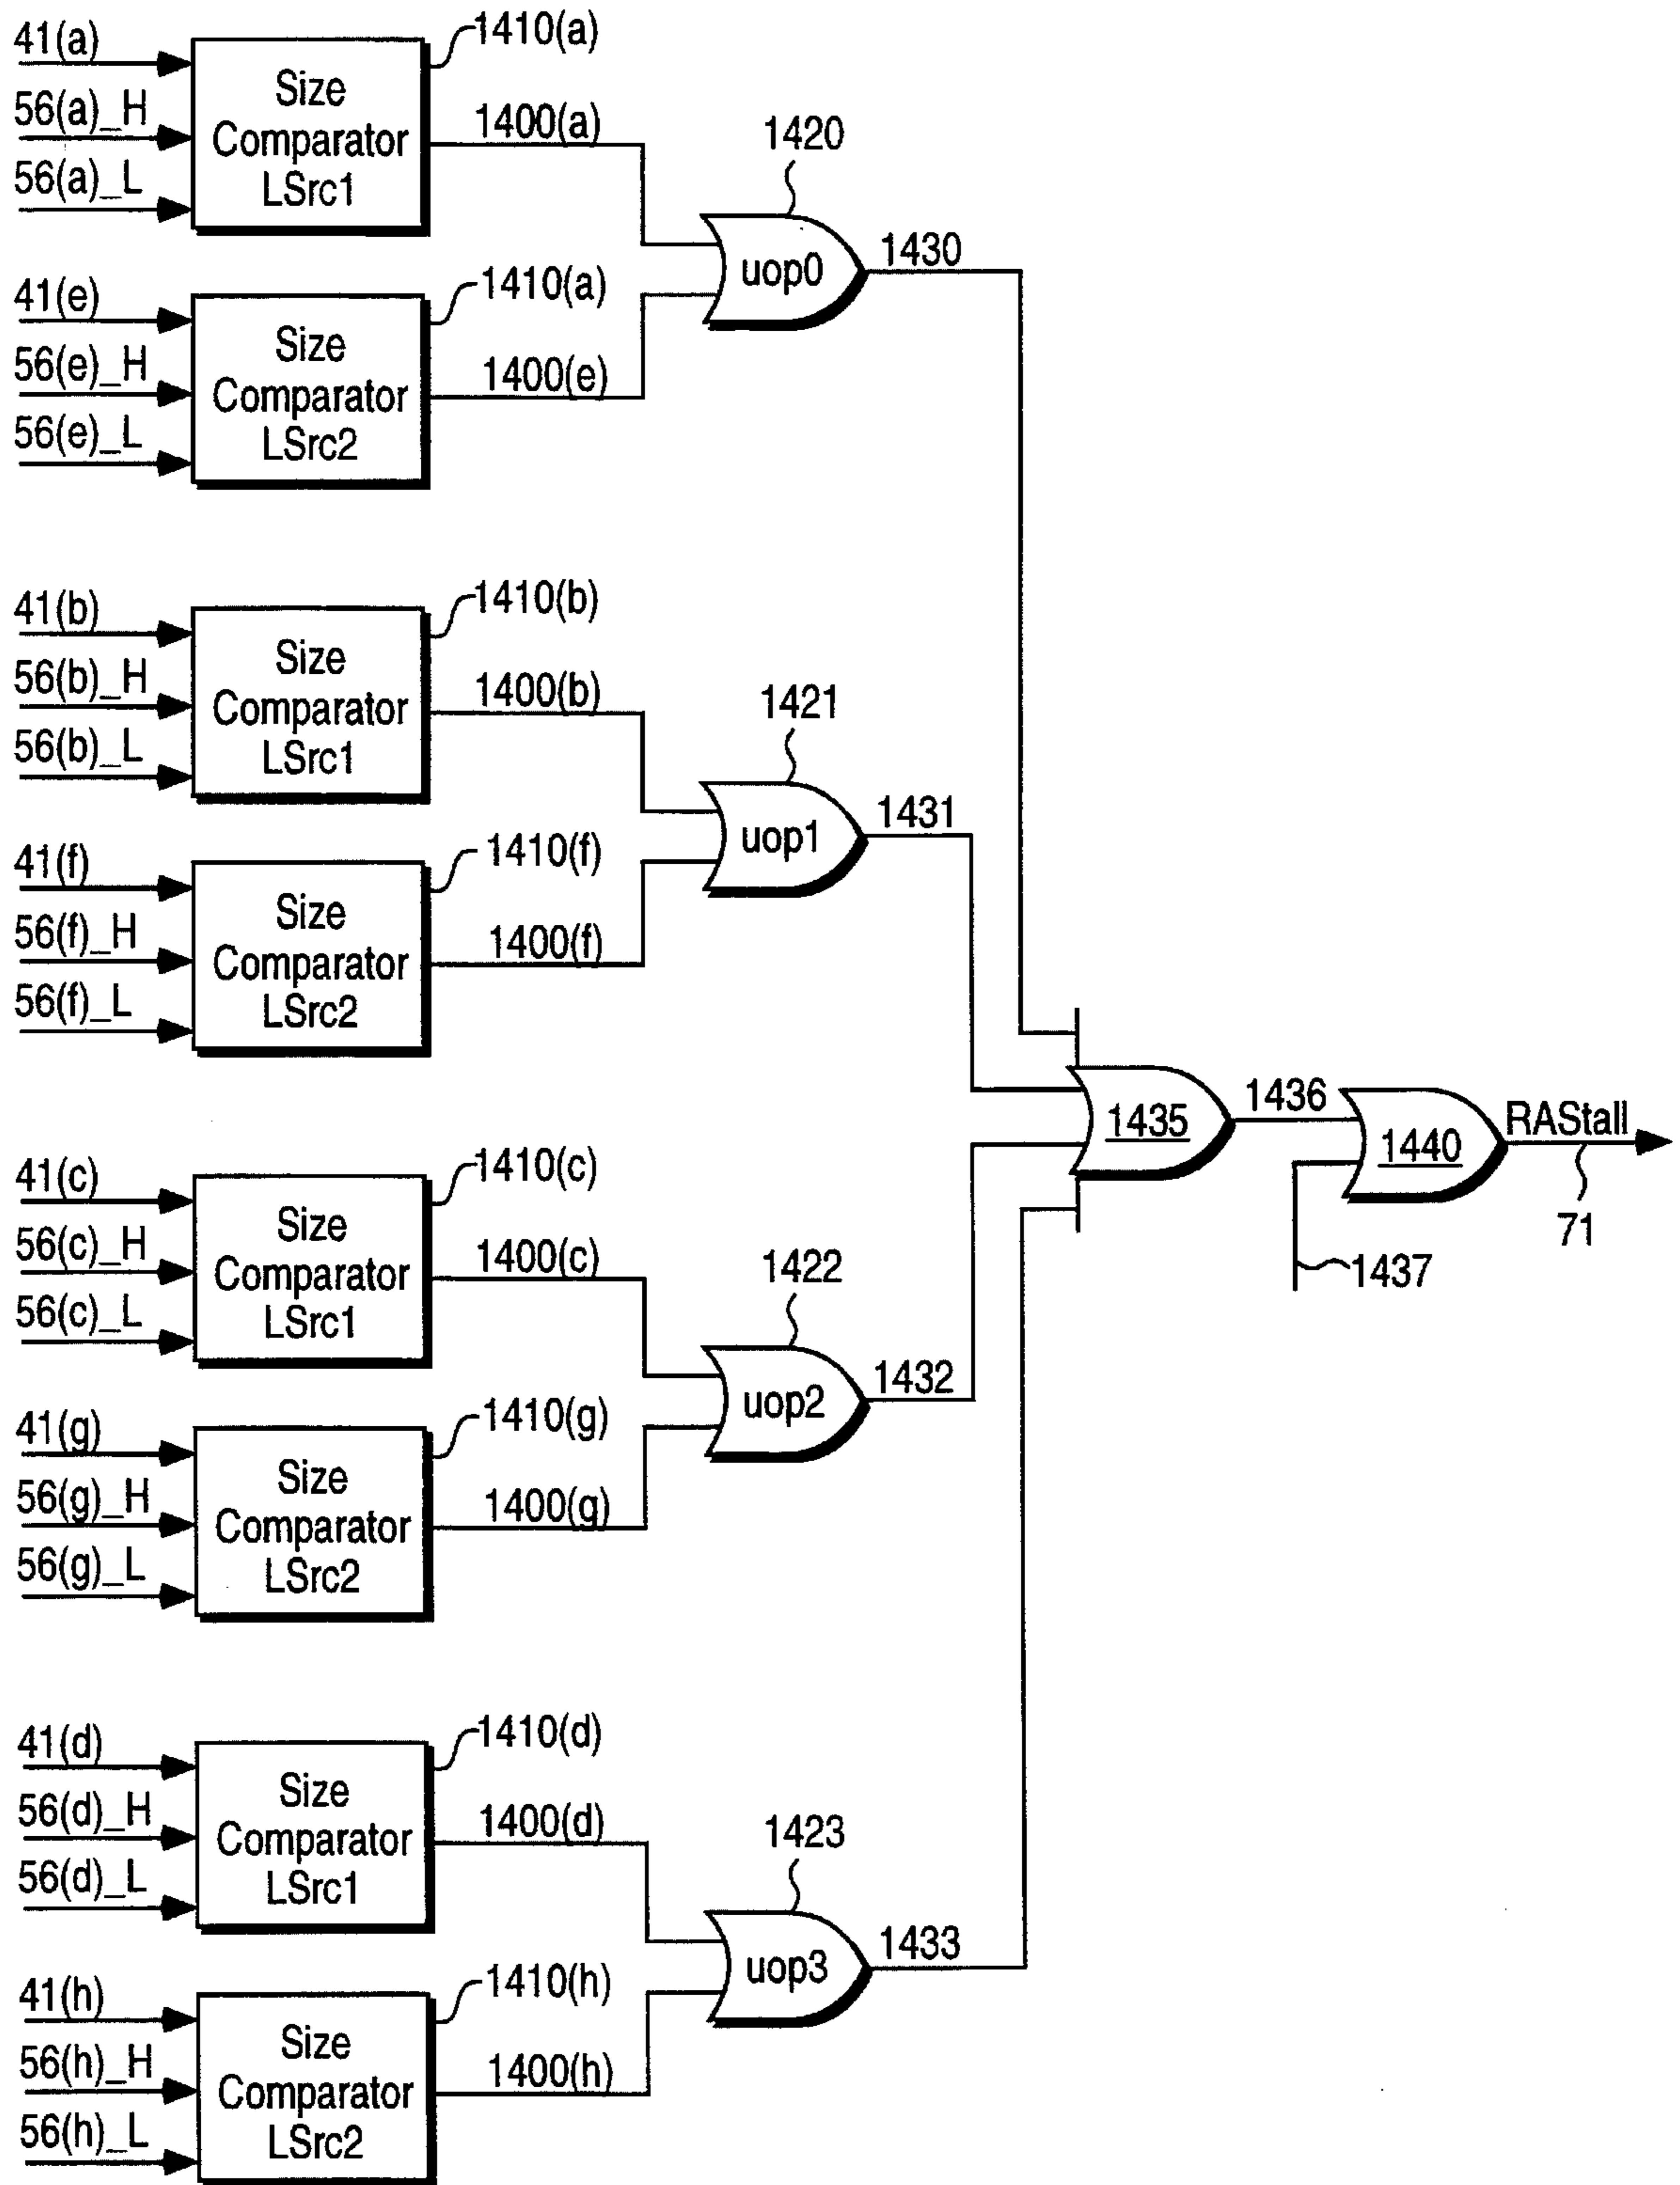 41(a)
56(a)_H
56(a)_L
Size
Comparator
LSrc1
1410(a)
1400(a)
41(e)
56(e)_H
56(e)_L
Size
Comparator
LSrc2
1410(a)
1400(e)
1420
uop0
1430
41(b)
56(b)_H
56(b)_L
Size
Comparator
LSrc1
1410(b)
1400(b)
41(f)
56(f)_H
56(f)_L
Size
Comparator
LSrc2
1410(f)
1400(f)
1421
uop1
1431
41(c)
56(c)_H
56(c)_L
Size
Comparator
LSrc1
1410(c)
1400(c)
41(g)
56(g)_H
56(g)_L
Size
Comparator
LSrc2
1410(g)
1400(g)
1422
uop2
1432
41(d)
56(d)_H
56(d)_L
Size
Comparator
LSrc1
1410(d)
1400(d)
41(h)
56(h)_H
56(h)_L
Size
Comparator
LSrc2
1410(h)
1400(h)
1423
uop3
1433
1435
1436
1437
1440
RAStall
71